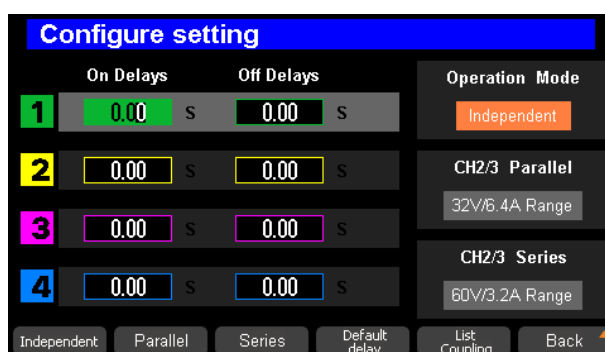 Configure setting
On Delays Off Delays
1 0.00 S 0.00 S
2 0.00 S 0.00 S
3 0.00 S 0.00 S
4 0.00 S 0.00 S
Operation Mode
Independent
CH2/3 Parallel
32V/6.4A Range
CH2/3 Series
60V/3.2A Range
Independent Parallel Series Default delay List Coupling Back